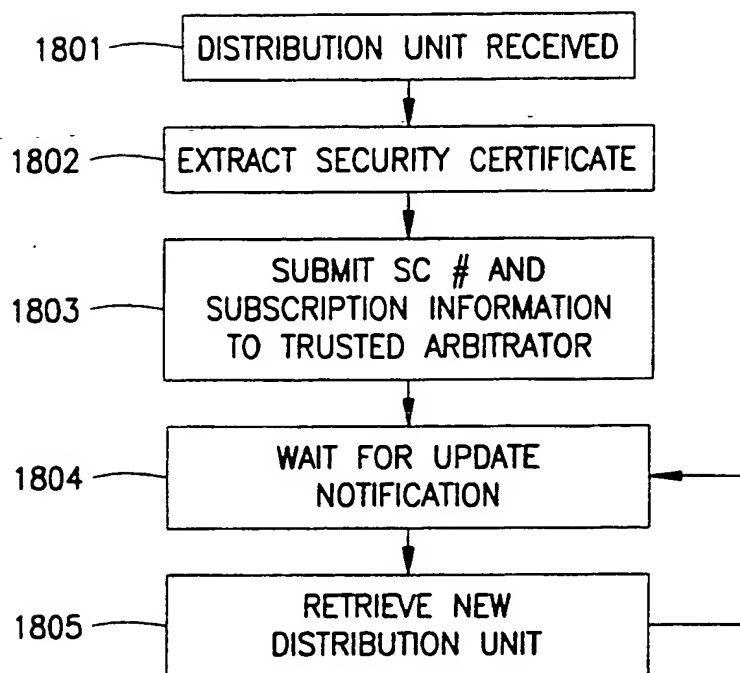 1801 DISTRIBUTION UNIT RECEIVED
1802 EXTRACT SECURITY CERTIFICATE
SUBMIT SC # AND
1803 SUBSCRIPTION INFORMATION
TO TRUSTED ARBITRATOR
1804 WAIT FOR UPDATE
NOTIFICATION
1805 RETRIEVE NEW
DISTRIBUTION UNIT